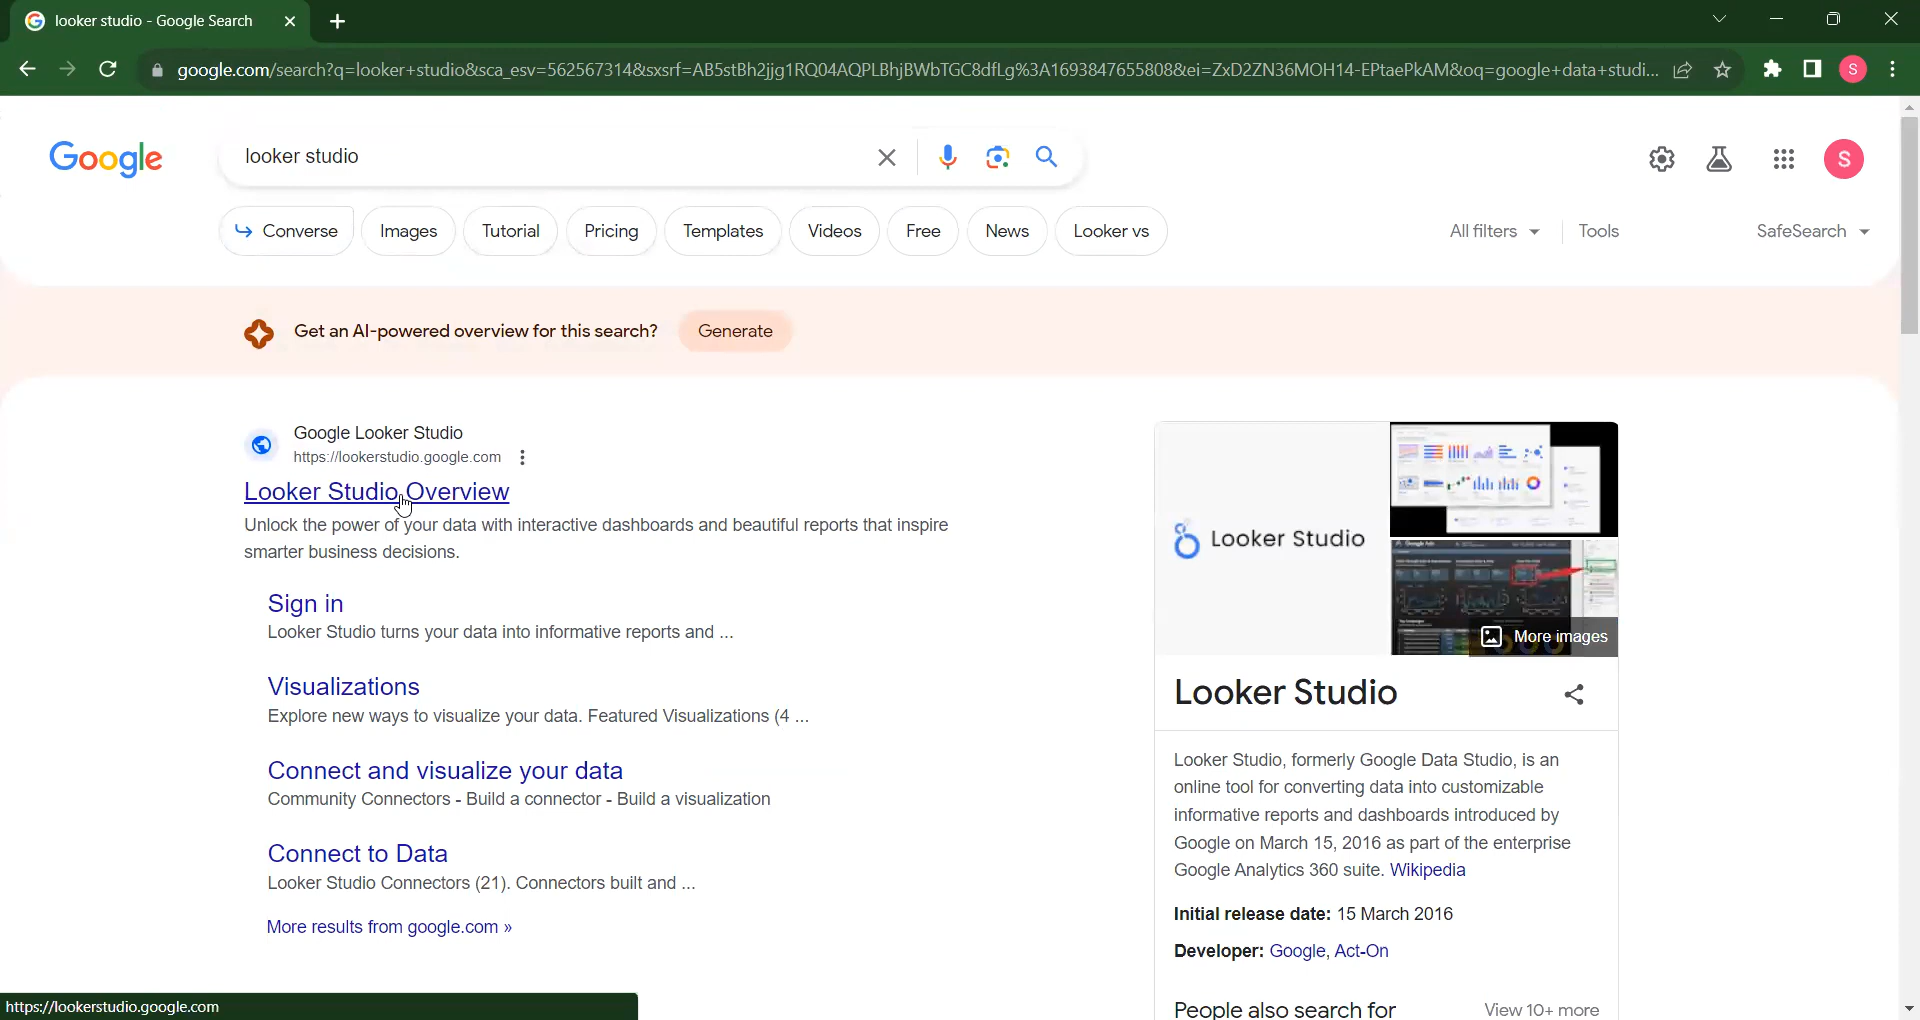 looker studio - Google Search
google.com/search?q=looker+studio&sca_esv=562567314&sxsrf=AB5stBh2jjg1RQ04AQPLBhjBWbTGC8dfLg%3A1693847655808&ei=ZxD2ZN36MOH14-EPtaePkAM&oq=google+data+studi...
S
Google
looker studio
S
Converse
Images
Tutorial
Pricing
Templates
Videos
Free
News
Looker vs
All filters
Tools
SafeSearch
Get an AI-powered overview for this search?
Generate
Google Looker Studio
https://lookerstudio.google.com
Looker Studio Overview
Unlock the power of your data with interactive dashboards and beautiful reports that inspire
smarter business decisions.
Sign in
Looker Studio turns your data into informative reports and ...
Visualizations
Explore new ways to visualize your data. Featured Visualizations (4 ...
Connect and visualize your data
Community Connectors - Build a connector - Build a visualization
Connect to Data
Looker Studio Connectors (21). Connectors built and ...
More results from google.com »
Looker Studio
More images
Looker Studio
Looker Studio, formerly Google Data Studio, is an
online tool for converting data into customizable
informative reports and dashboards introduced by
Google on March 15, 2016 as part of the enterprise
Google Analytics 360 suite. Wikipedia
Initial release date: 15 March 2016
Developer: Google, Act-On
People also search for
View 10+ more
https://lookerstudio.google.com